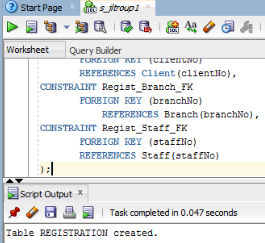 Start Page
s_jitroup1
Worksheet
Query Builder
FOREIGN KEY (clientNo)
REFERENCES Client(clientNo),
CONSTRAINT Regist_Branch_FK
FOREIGN KEY (branchNo)
REFERENCES Branch(branchNo),
CONSTRAINT Regist_Staff_FK
FOREIGN KEY (staffNo)
REFERENCES Staff(staffNo)
);
Script Output
Task completed in 0.047 seconds
Table REGISTRATION created.